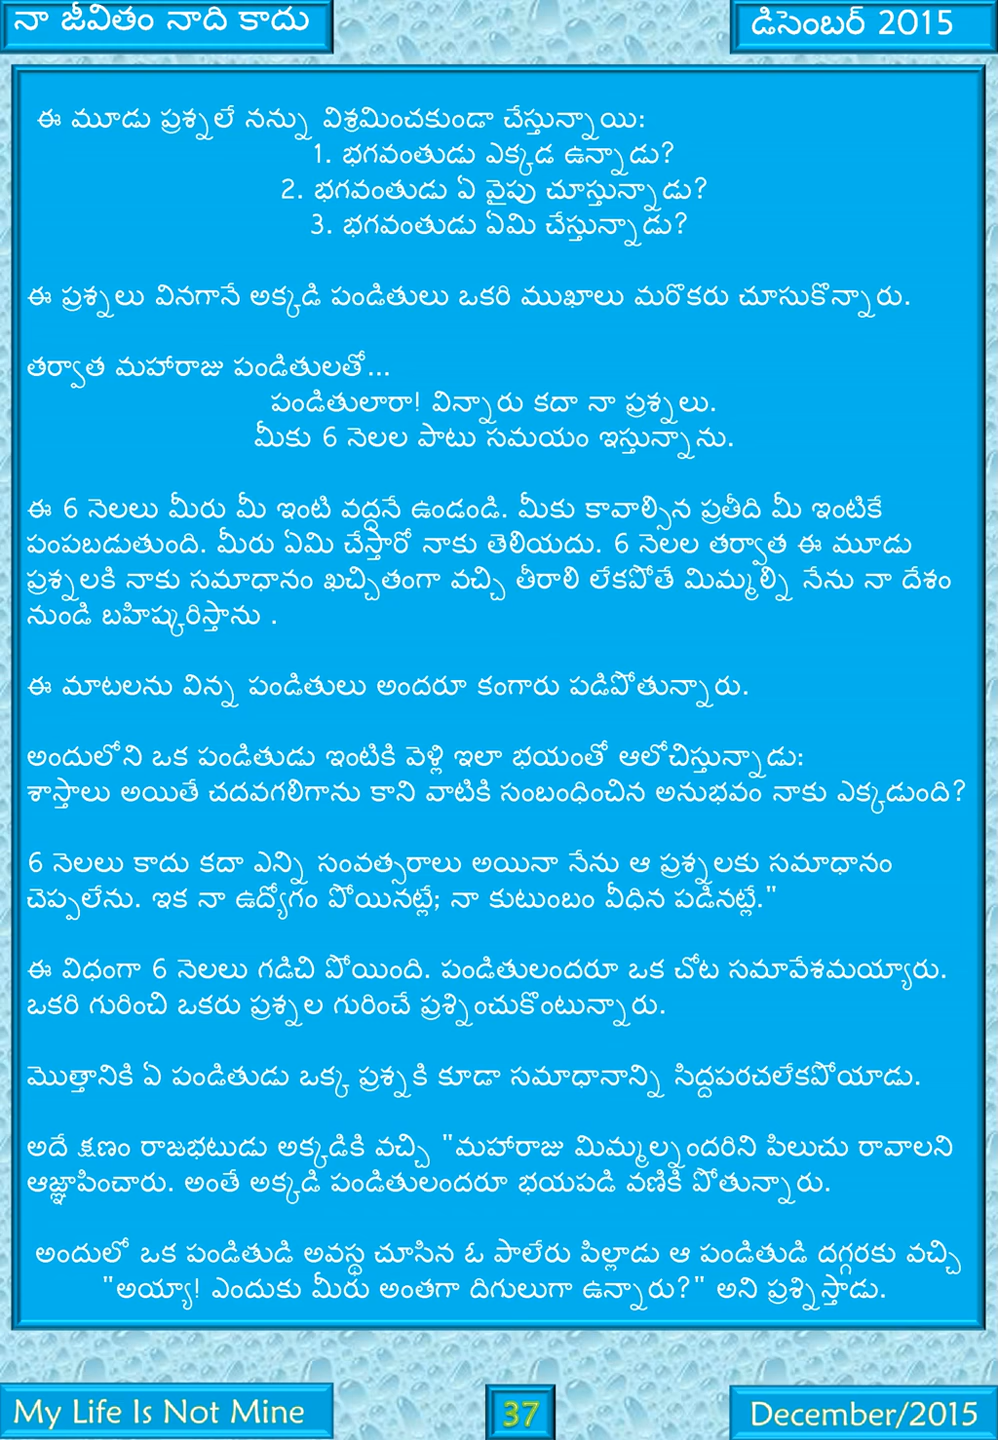 నా జీవితం నాది కాదు
డిసెంబర్ 2015
ఈ మూడు ప్రశ్నలే నన్ను విశ్రమించకుండా చేస్తున్నాయి:
1. భగవంతుడు ఎక్కడ ఉన్నాడు?
2. భగవంతుడు ఏ వైపు చూస్తున్నాడు?
3. భగవంతుడు ఏమి చేస్తున్నాడు?
ఈ ప్రశ్నలు వినగానే అక్కడి పండితులు ఒకరి ముఖాలు మరొకరు చూసుకొన్నారు.
తర్వాత మహారాజు పండితులతో...
పండితులారా! విన్నారు కదా నా ప్రశ్నలు.
మీకు 6 నెలల పాటు సమయం ఇస్తున్నాను.
ఈ 6 నెలలు మీరు మీ ఇంటి వద్దనే ఉండండి. మీకు కావాల్సిన ప్రతీది మీ ఇంటికే
పంపబడుతుంది. మీరు ఏమి చేస్తారో నాకు తెలియదు. 6 నెలల తర్వాత ఈ మూడు
ప్రశ్నలకి నాకు సమాధానం ఖచ్చితంగా వచ్చి తీరాలి లేకపోతే మిమ్మల్ని నేను నా దేశం
నుండి బహిష్కరిస్తాను .
ఈ మాటలను విన్న పండితులు అందరూ కంగారు పడిపోతున్నారు.
అందులోని ఒక పండితుడు ఇంటికి వెళ్లి ఇలా భయంతో ఆలోచిస్తున్నాడు:
శాస్త్రాలు అయితే చదవగలిగాను కాని వాటికి సంబంధించిన అనుభవం నాకు ఎక్కడుంది?
6 నెలలు కాదు కదా ఎన్ని సంవత్సరాలు అయినా నేను ఆ ప్రశ్నలకు సమాధానం
చెప్పలేను. ఇక నా ఉద్యోగం పోయినట్లే; నా కుటుంబం వీధిన పడినట్లే."
ఈ విధంగా 6 నెలలు గడిచి పోయింది. పండితులందరూ ఒక చోట సమావేశమయ్యారు.
ఒకరి గురించి ఒకరు ప్రశ్నల గురించే ప్రశ్నించుకొంటున్నారు.
మొత్తానికి ఏ పండితుడు ఒక్క ప్రశ్నకి కూడా సమాధానాన్ని సిద్దపరచలేకపోయాడు.
అదే క్షణం రాజభటుడు అక్కడికి వచ్చి "మహారాజు మిమ్మల్నందరిని పిలుచు రావాలని
ఆజ్ఞాపించారు. అంతే అక్కడి పండితులందరూ భయపడి వణికి పోతున్నారు.
అందులో ఒక పండితుడి అవస్థ చూసిన ఓ పాలేరు పిల్లాడు ఆ పండితుడి దగ్గరకు వచ్చి
"అయ్యా! ఎందుకు మీరు అంతగా దిగులుగా ఉన్నారు?" అని ప్రశ్నిస్తాడు.
My Life Is Not Mine
37
December/2015